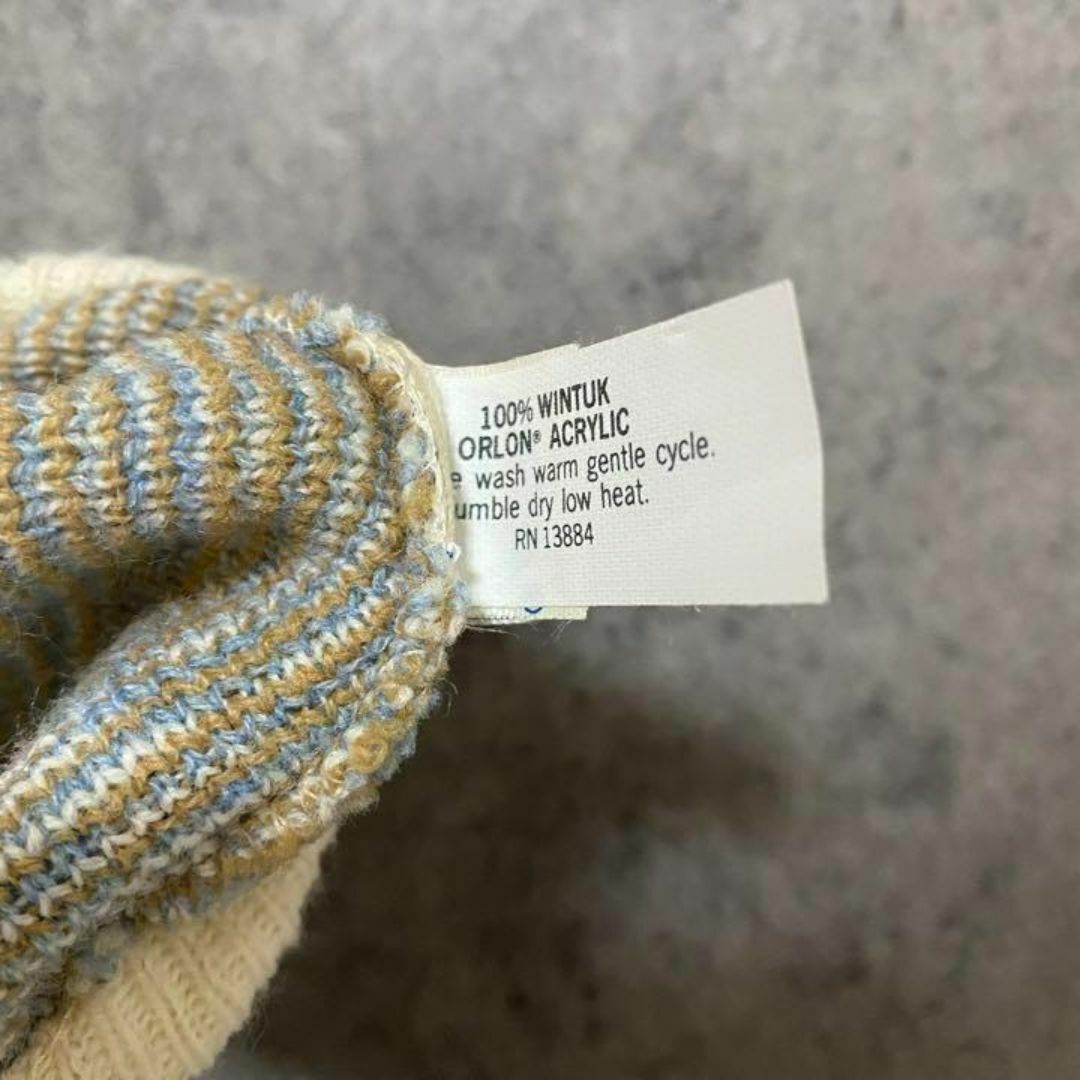 100% WINTUK
ORLON® ACRYLIC
e wash warm gentle cycle.
umble dry low heat.
RN 13884